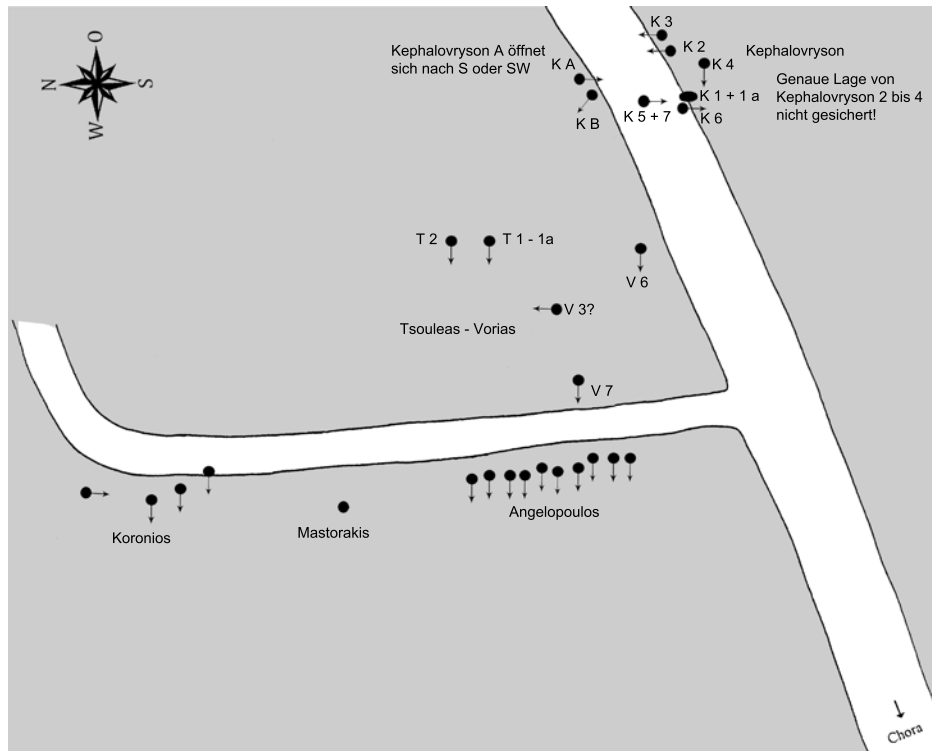 O
N
S
W
Kephalovryson A öffnet
sich nach S oder SW
K A
K B
K 3
K 2
K 4
Kephalovryson
K 1 + 1 a
K 5 + 7
K 6
Genaue Lage von
Kephalovryson 2 bis 4
nicht gesichert!
T 2
T 1 - 1a
V 6
V 3?
Tsouleas - Vorias
V 7
Koronios
Mastorakis
Angelopoulos
Chora